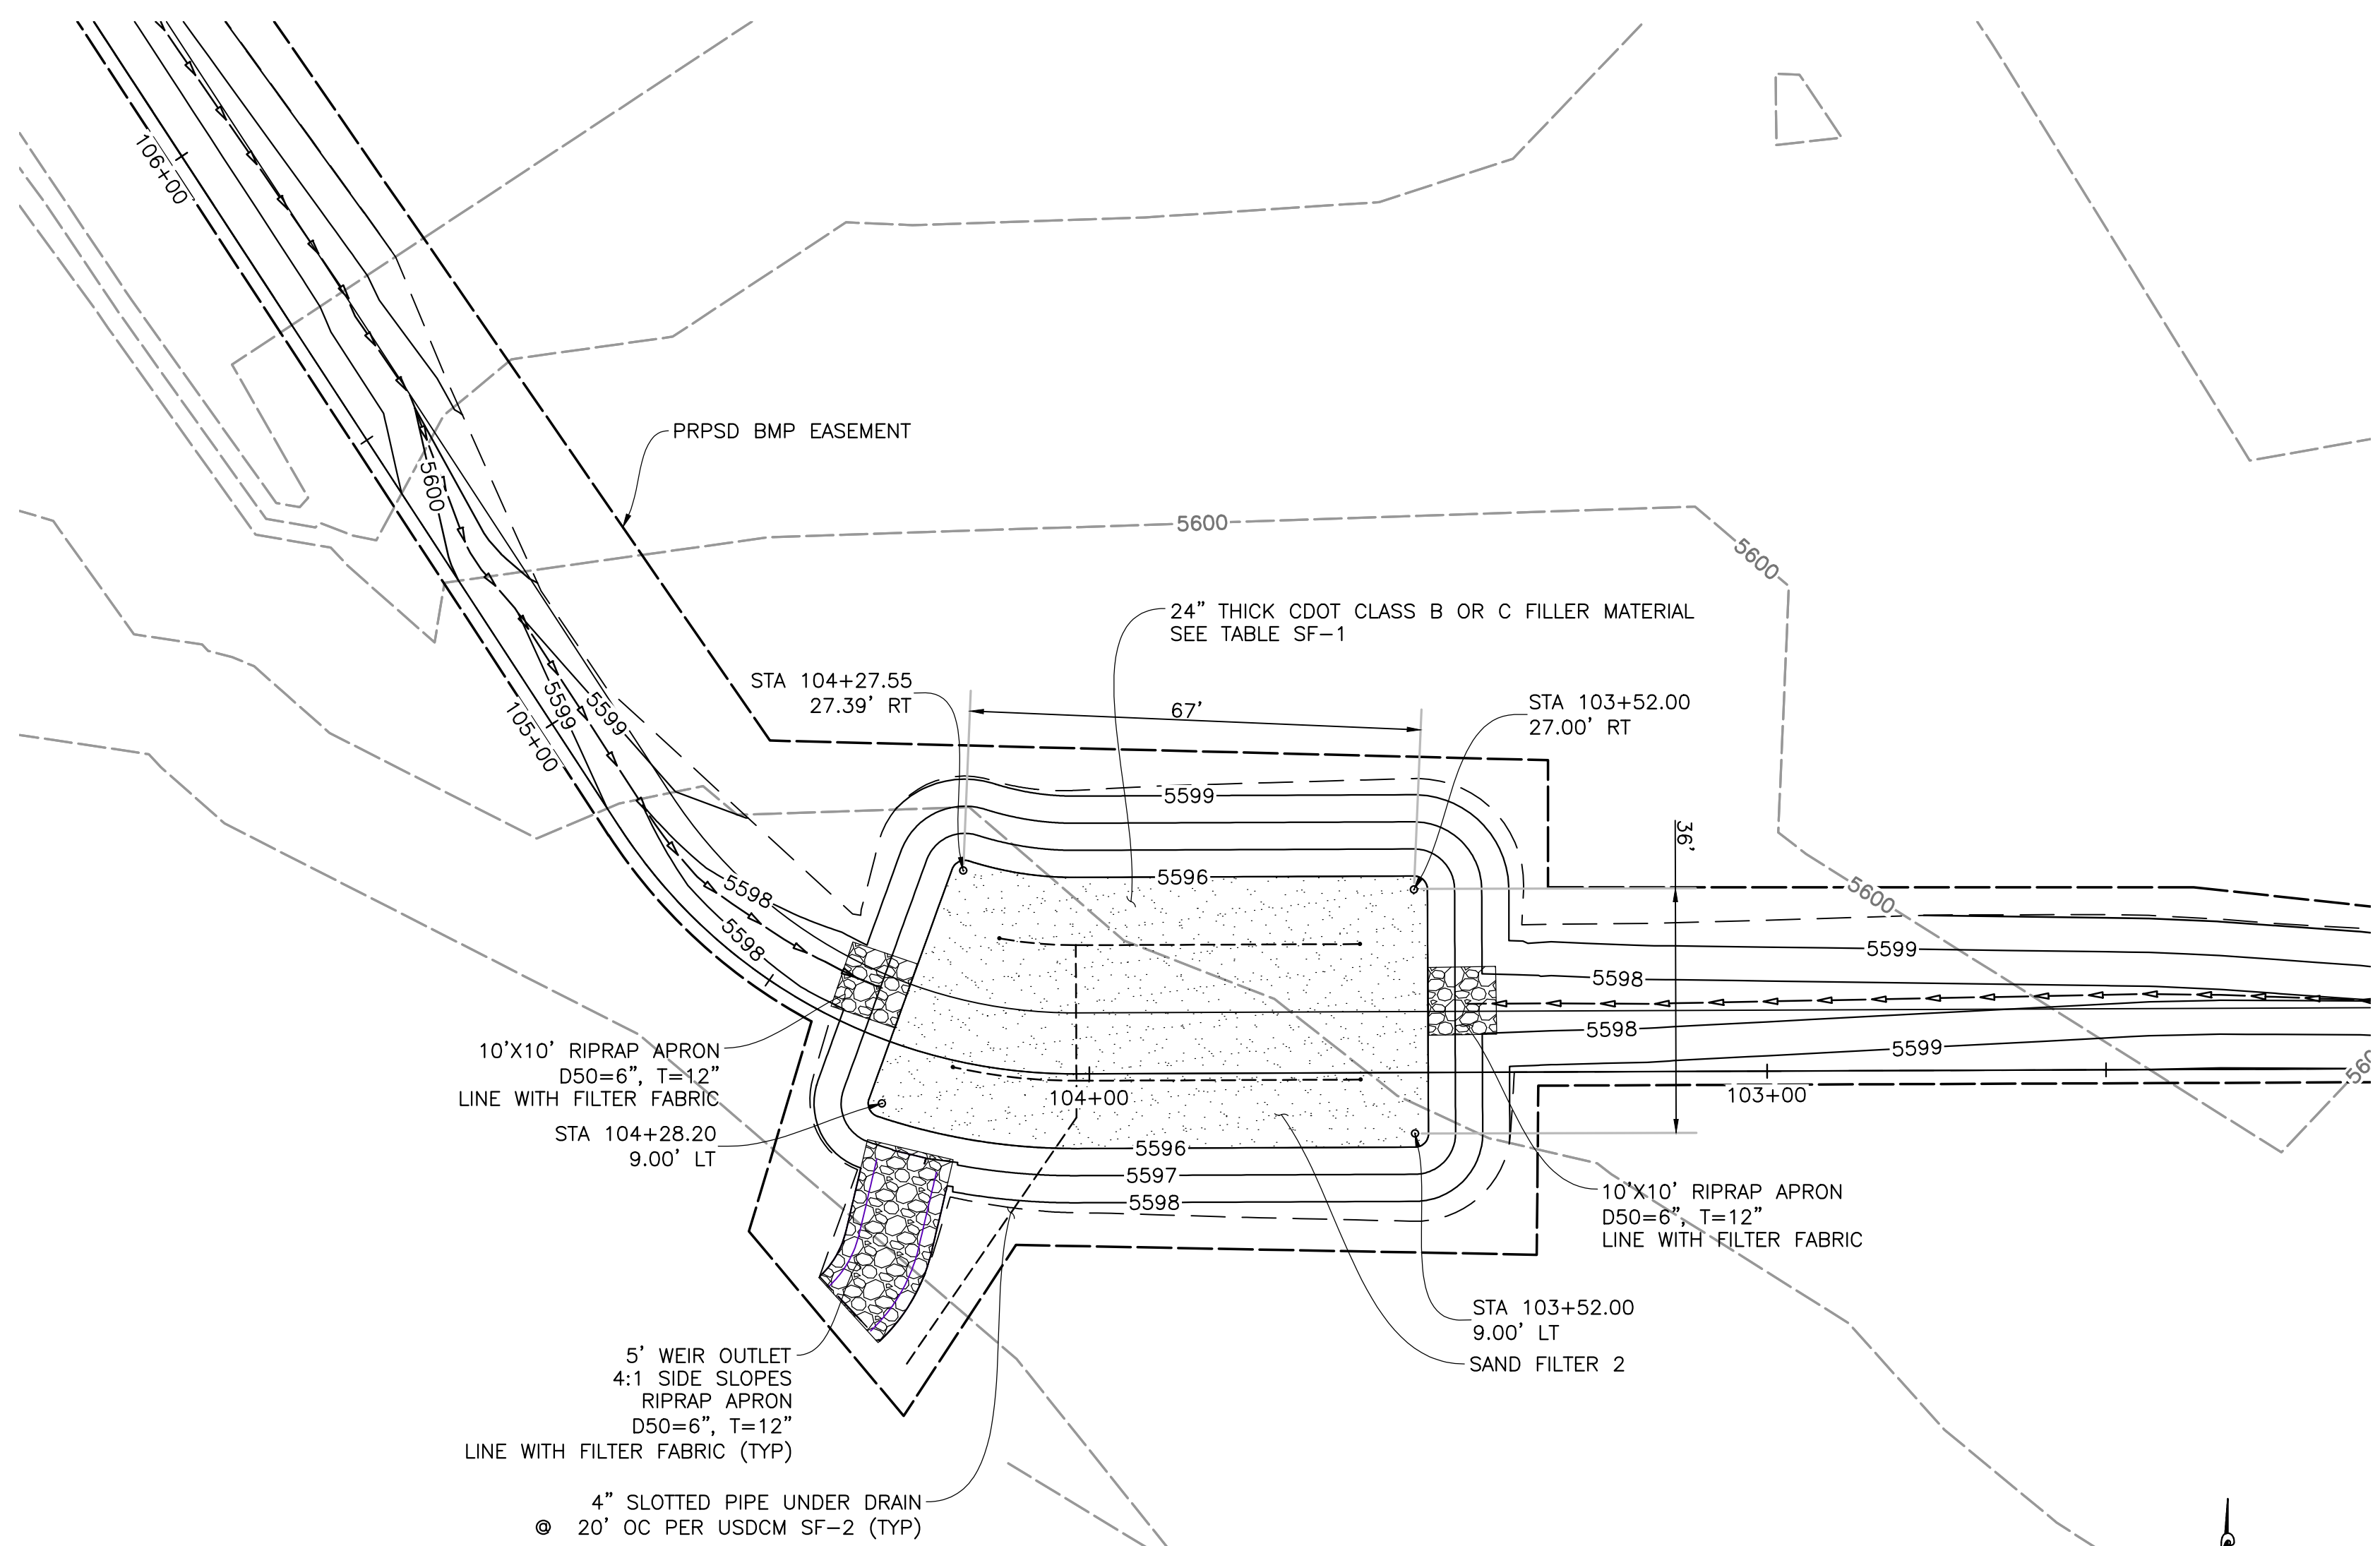 106+00
PRPSD BMP EASEMENT
5600
5600
5600
24" THICK CDOT CLASS B OR C FILLER MATERIAL
SEE TABLE SF-1
STA 104+27.55
27.39' RT
67'
STA 103+52.00
27.00' RT
5599
5599
105+00
5599
36'
5596
5598
5598
5600
5599
5598
5598
5599
10'X10' RIPRAP APRON
D50=6", T=12"
LINE WITH FILTER FABRIC
104+00
103+00
STA 104+28.20
9.00' LT
5596
5597
5598
10'X10' RIPRAP APRON
D50=6", T=12"
LINE WITH FILTER FABRIC
STA 103+52.00
9.00' LT
SAND FILTER 2
5' WEIR OUTLET
4:1 SIDE SLOPES
RIPRAP APRON
D50=6", T=12"
LINE WITH FILTER FABRIC (TYP)
4" SLOTTED PIPE UNDER DRAIN
@ 20' OC PER USDCM SF-2 (TYP)